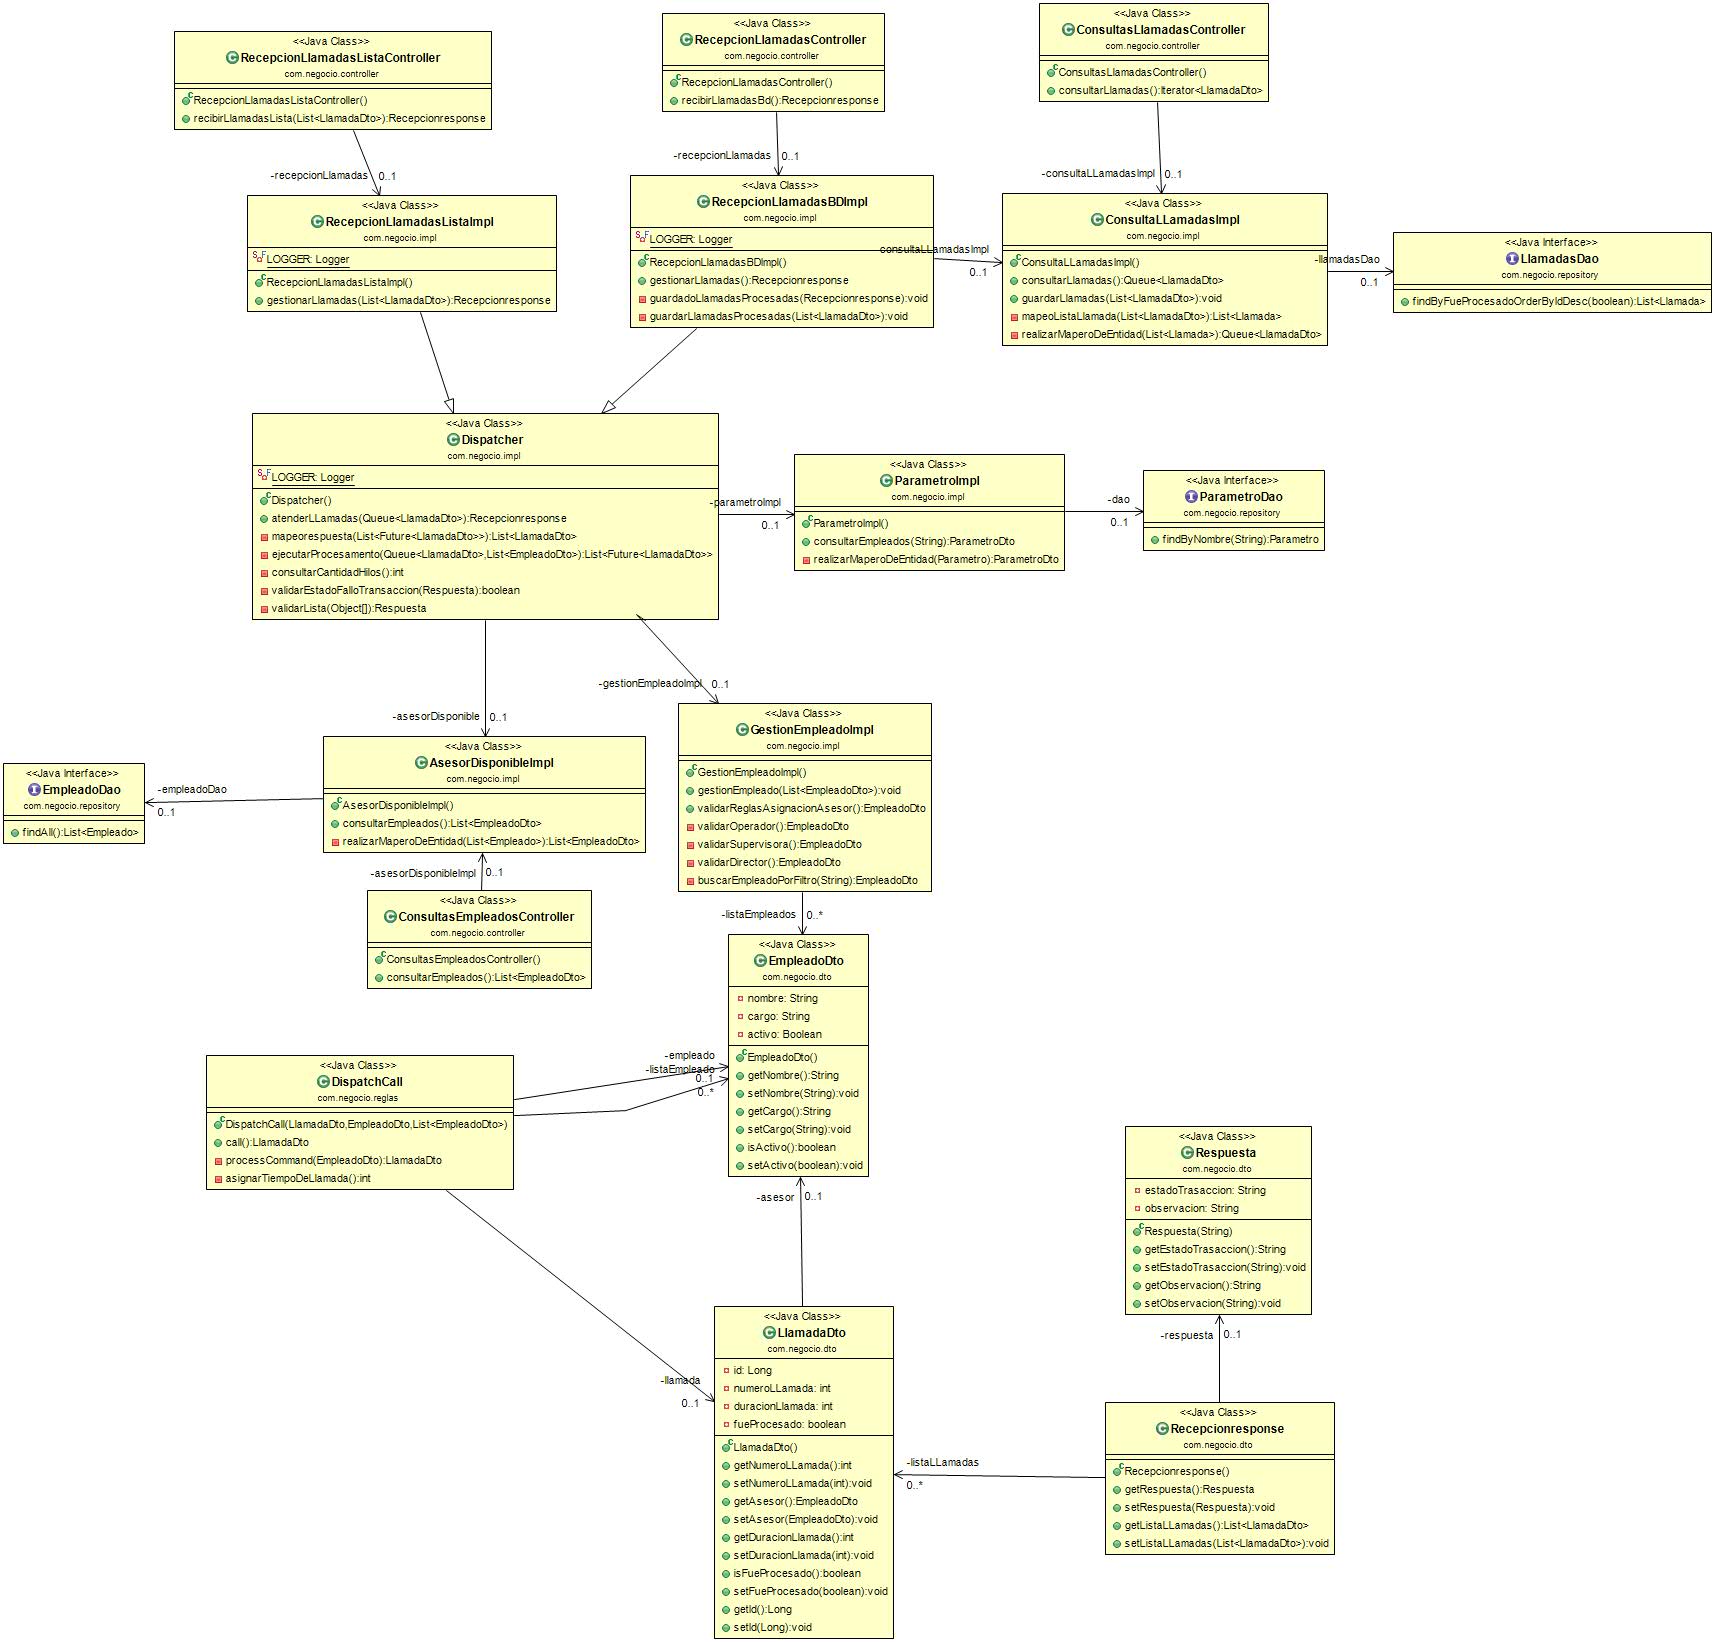 <<Java Class>>
RecepcionLlamadasListaController
com.negocio.controller
RecepcionLlamadasListaController()
recibirLlamadasLista(List<LlamadaDto>):Recepcionresponse
<<Java Class>>
RecepcionLlamadasController
com.negocio.controller
RecepcionLlamadasController()
recibirLlamadasBd():Recepcionresponse
<<Java Class>>
ConsultasLlamadasController
com.negocio.controller
ConsultasLlamadasController()
consultarLlamadas():Iterator<LlamadaDto>
-recepcionLlamadas 0..1
-recepcionLlamadas 0..1
-consultaLLamadasImpl 0..1
<<Java Class>>
RecepcionLlamadasListaImpl
com.negocio.impl
LOGGER: Logger
RecepcionLlamadasListaImpl()
gestionarLlamadas(List<LlamadaDto>):Recepcionresponse
<<Java Class>>
RecepcionLlamadasBDImpl
com.negocio.impl
LOGGER: Logger
RecepcionLlamadasBDImpl()
gestionarLlamadas():Recepcionresponse
guardadoLlamadasProcesadas(Recepcionresponse):void
guardarLlamadasProcesadas(List<LlamadaDto>):void
consultaLLamadasImpl
0..1
<<Java Class>>
ConsultaLLamadasImpl
com.negocio.impl
ConsultaLLamadasImpl()
consultarLlamadas():Queue<LlamadaDto>
guardarLlamadas(List<LlamadaDto>):void
mapeoListaLlamada(List<LlamadaDto>):List<Llamada>
realizarMaperoDeEntidad(List<Llamada>):Queue<LlamadaDto>
-llamadasDao
0..1
<<Java Interface>>
LlamadasDao
com.negocio.repository
findByFueProcesadoOrderByIdDesc(boolean):List<Llamada>
<<Java Class>>
Dispatcher
com.negocio.impl
LOGGER: Logger
Dispatcher()
atenderLLamadas(Queue<LlamadaDto>):Recepcionresponse
mapeorespuesta(List<Future<LlamadaDto>>):List<LlamadaDto>
ejecutarProcesamento(Queue<LlamadaDto>,List<EmpleadoDto>):List<Future<LlamadaDto>>
consultarCantidadHilos():int
validarEstadoFalloTransaccion(Respuesta):boolean
validarLista(Object[]):Respuesta
-parametroImpl
0..1
<<Java Class>>
ParametroImpl
com.negocio.impl
ParametroImpl()
consultarEmpleados(String):ParametroDto
realizarMaperoDeEntidad(Parametro):ParametroDto
-dao
0..1
<<Java Interface>>
ParametroDao
com.negocio.repository
findByNombre(String):Parametro
-gestionEmpleadoImpl 0..1
-asesorDisponible 0..1
<<Java Interface>>
EmpleadoDao
com.negocio.repository
findAll():List<Empleado>
-empleadoDao
0..1
<<Java Class>>
AsesorDisponibleImpl
com.negocio.impl
AsesorDisponibleImpl()
consultarEmpleados():List<EmpleadoDto>
realizarMaperoDeEntidad(List<Empleado>):List<EmpleadoDto>
<<Java Class>>
GestionEmpleadoImpl
com.negocio.impl
GestionEmpleadoImpl()
gestionEmpleado(List<EmpleadoDto>):void
validarReglasAsignacionAsesor():EmpleadoDto
validarOperador():EmpleadoDto
validarSupervisora():EmpleadoDto
validarDirector():EmpleadoDto
buscarEmpleadoPorFiltro(String):EmpleadoDto
-asesorDisponibleImpl 0..1
<<Java Class>>
ConsultasEmpleadosController
com.negocio.controller
ConsultasEmpleadosController()
consultarEmpleados():List<EmpleadoDto>
-listaEmpleados 0..*
<<Java Class>>
EmpleadoDto
com.negocio.dto
nombre: String
cargo: String
activo: Boolean
EmpleadoDto()
getNombre():String
setNombre(String):void
getCargo():String
setCargo(String):void
isActivo():boolean
setActivo(boolean):void
<<Java Class>>
DispatchCall
com.negocio.reglas
DispatchCall(LlamadaDto,EmpleadoDto,List<EmpleadoDto>)
call():LlamadaDto
processCommand(EmpleadoDto):LlamadaDto
asignarTiempoDeLlamada():int
-empleado
-listaEmpleado
0..1
0..*
-asesor 0..1
<<Java Class>>
Respuesta
com.negocio.dto
estadoTrasaccion: String
observacion: String
Respuesta(String)
getEstadoTrasaccion():String
setEstadoTrasaccion(String):void
getObservacion():String
setObservacion(String):void
-respuesta 0..1
-llamada
0..1
<<Java Class>>
LlamadaDto
com.negocio.dto
id: Long
numeroLLamada: int
duracionLlamada: int
fueProcesado: boolean
LlamadaDto()
getNumeroLLamada():int
setNumeroLLamada(int):void
getAsesor():EmpleadoDto
setAsesor(EmpleadoDto):void
getDuracionLlamada():int
setDuracionLlamada(int):void
isFueProcesado():boolean
setFueProcesado(boolean):void
getId():Long
setId(Long):void
-listaLLamadas
0..*
<<Java Class>>
Recepcionresponse
com.negocio.dto
Recepcionresponse()
getRespuesta():Respuesta
setRespuesta(Respuesta):void
getListaLLamadas():List<LlamadaDto>
setListaLLamadas(List<LlamadaDto>):void